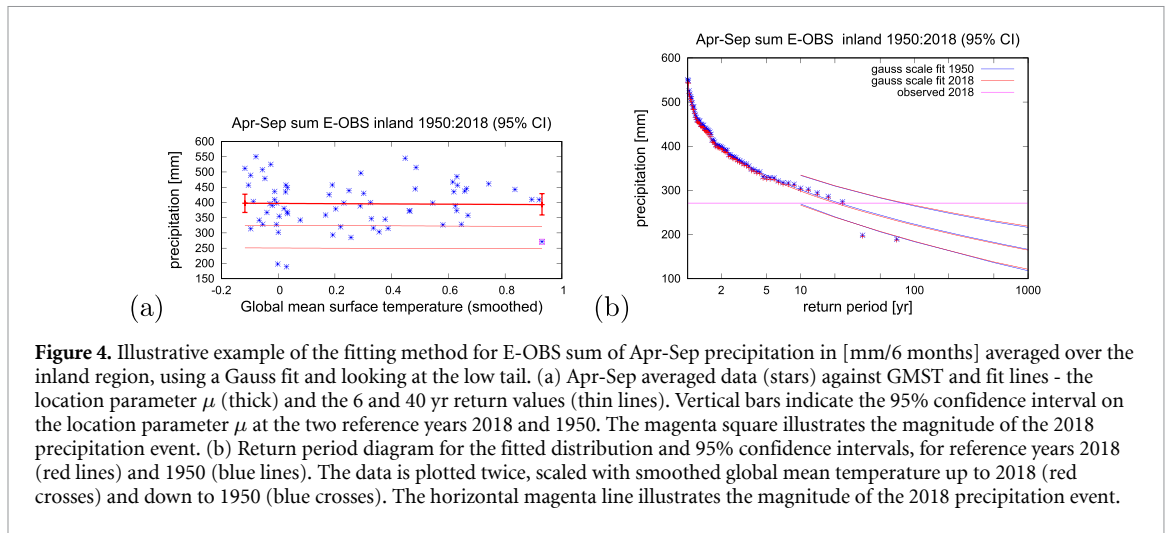 Apr-Sep sum E-OBS inland 1950:2018 (95% CI)
precipitation [mm]
600
550
500
450
400
350
300
250
200
150
-0.2
0
0.2
0.4
0.6
0.8
1
Global mean surface temperature (smoothed)
(a)
Apr-Sep sum E-OBS inland 1950:2018 (95% CI)
gauss scale fit 1950
gauss scale fit 2018
observed 2018
precipitation [mm]
600
500
400
300
200
100
2
5
10
100
1000
return period [yr]
(b)
Figure 4. Illustrative example of the fitting method for E-OBS sum of Apr-Sep precipitation in [mm/6 months] averaged over the
inland region, using a Gauss fit and looking at the low tail. (a) Apr-Sep averaged data (stars) against GMST and fit lines - the
location parameter μ (thick) and the 6 and 40 yr return values (thin lines). Vertical bars indicate the 95% confidence interval on
the location parameter μ at the two reference years 2018 and 1950. The magenta square illustrates the magnitude of the 2018
precipitation event. (b) Return period diagram for the fitted distribution and 95% confidence intervals, for reference years 2018
(red lines) and 1950 (blue lines). The data is plotted twice, scaled with smoothed global mean temperature up to 2018 (red
crosses) and down to 1950 (blue crosses). The horizontal magenta line illustrates the magnitude of the 2018 precipitation event.